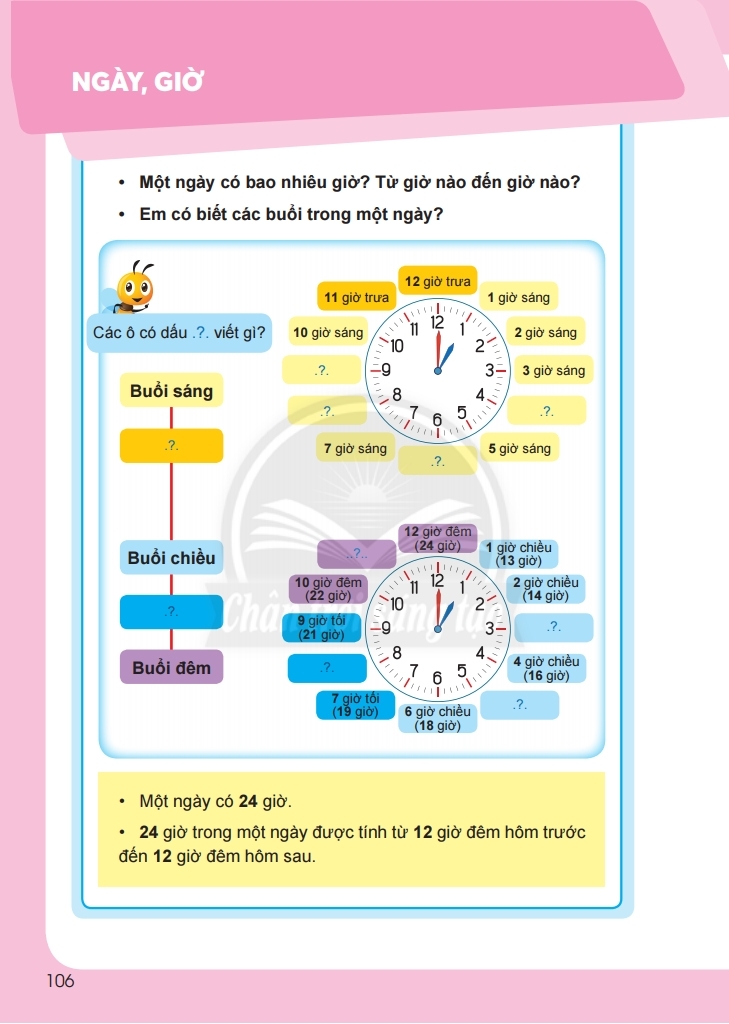 NGÀY, GIỜ
• Một ngày có bao nhiêu giờ? Từ giờ nào đến giờ nào?
• Em có biết các buổi trong một ngày?
Các ô có dấu .?. viết gì?
Buổi sáng
.?.
Buổi chiều
.?.
Buổi đêm
12 giờ trưa
11 giờ trưa
1 giờ sáng
10 giờ sáng
2 giờ sáng
.?.
3 giờ sáng
.?.
.?.
7 giờ sáng
.?.
5 giờ sáng
12
1
2
3
4
5
6
7
8
9
10
11
12 giờ đêm
(24 giờ)
..?..
1 giờ chiều
(13 giờ)
10 giờ đêm
(22 giờ)
2 giờ chiều
(14 giờ)
9 giờ tối
(21 giờ)
.?.
.?.
4 giờ chiều
(16 giờ)
7 giờ tối
(19 giờ)
6 giờ chiều
(18 giờ)
.?.
12
1
2
3
4
5
6
7
8
9
10
11
Chân trời sáng tạo
• Một ngày có 24 giờ.
• 24 giờ trong một ngày được tính từ 12 giờ đêm hôm trước
đến 12 giờ đêm hôm sau.
106